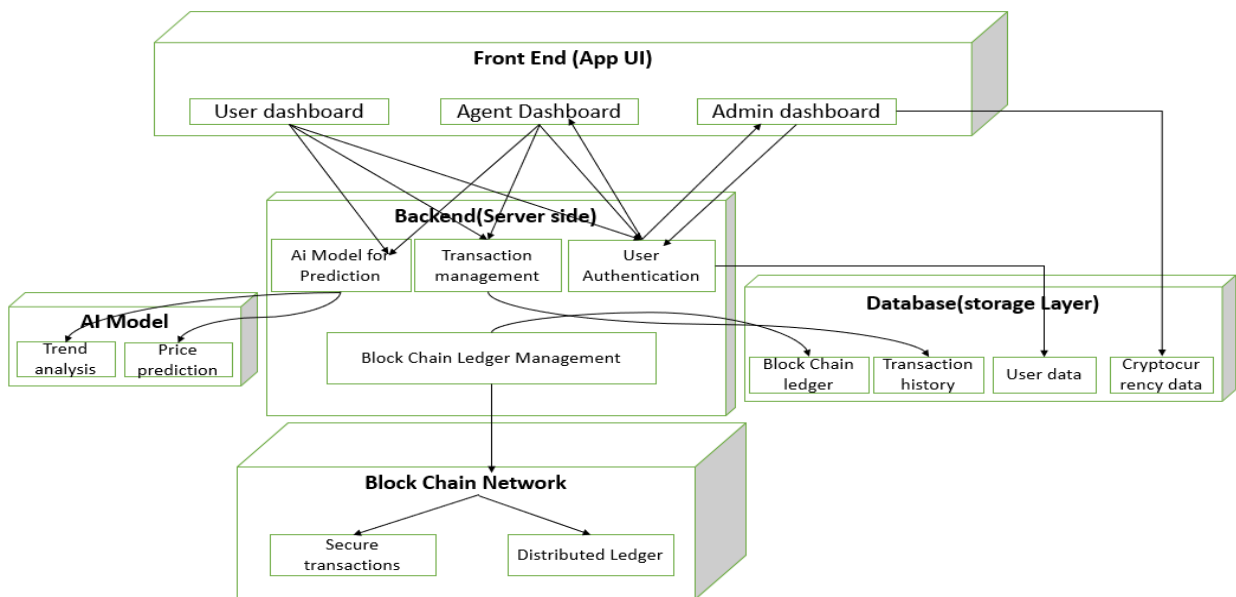 Front End (App UI)
User dashboard
Agent Dashboard
Admin dashboard
Backend(Server side)
Ai Model for
Prediction
Transaction
management
User
Authentication
Block Chain Ledger Management
AI Model
Trend
analysis
Price
prediction
Database(storage Layer)
Block Chain
ledger
Transaction
history
User data
Cryptocur
rency data
Block Chain Network
Secure
transactions
Distributed Ledger